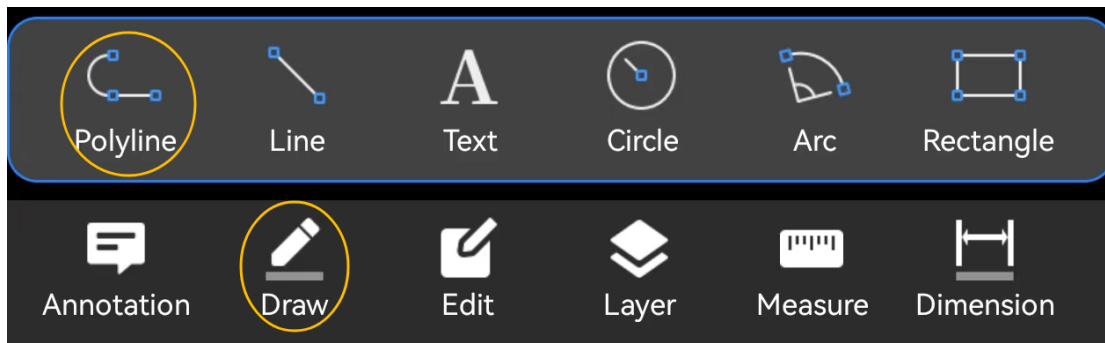 Polyline Line Text Circle Arc Rectangle
Annotation Draw Edit Layer Measure Dimension